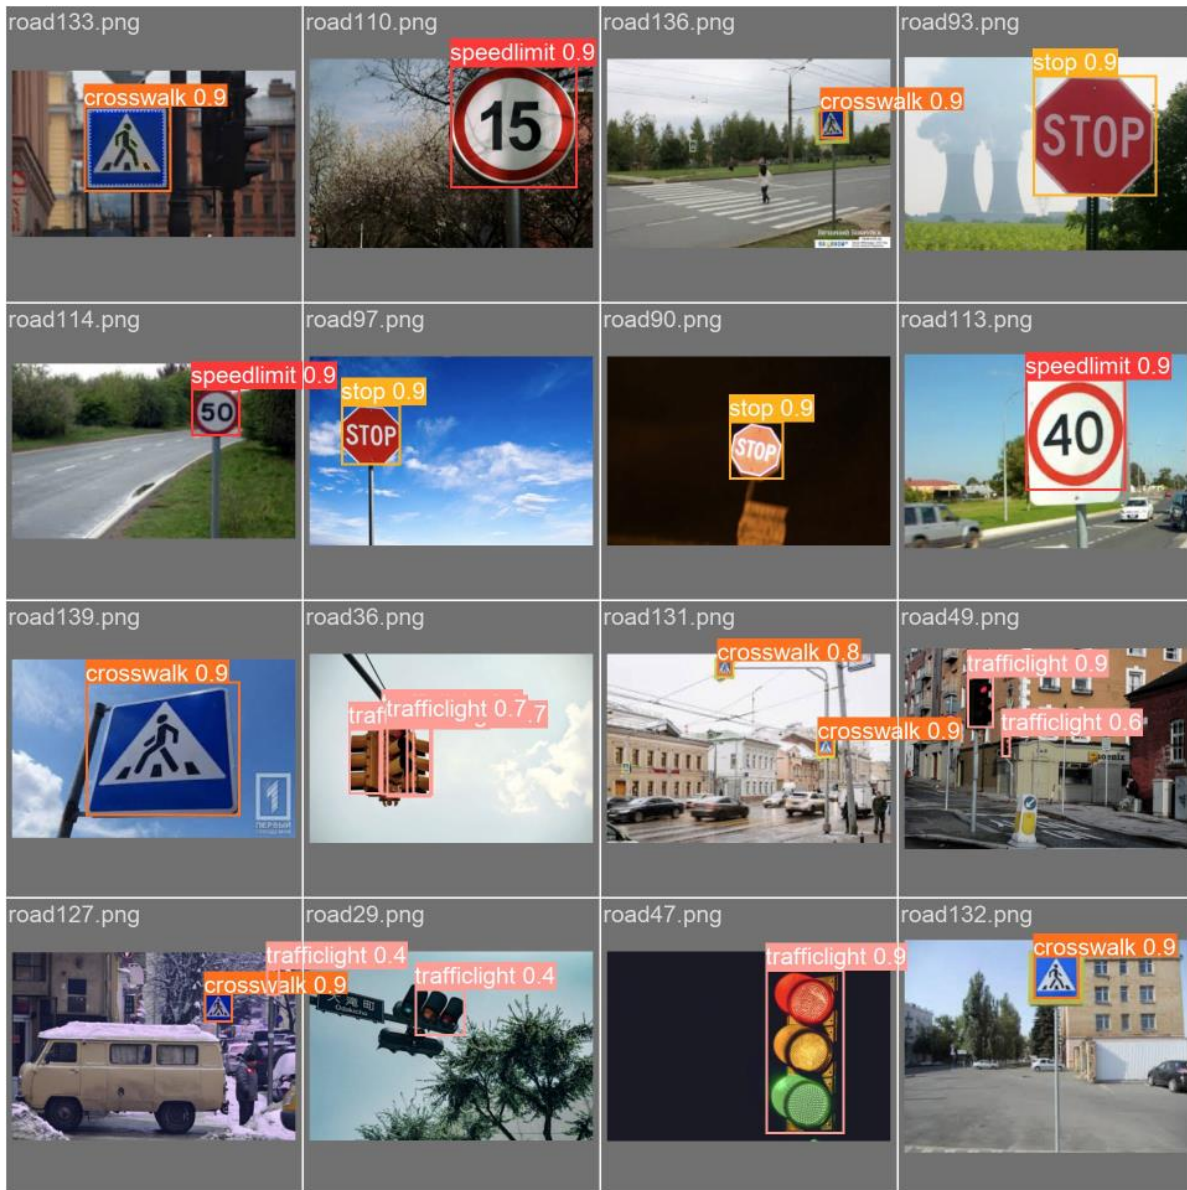 road133.png
crosswalk 0.9
road110.png
speedlimit 0.9
15
road136.png
crosswalk 0.9
road93.png
stop 0.9
STOP
road114.png
speedlimit 0.9
50
road97.png
stop 0.9
STOP
road90.png
stop 0.9
STOP
road113.png
speedlimit 0.9
40
road139.png
crosswalk 0.9
1
ПЕРВЫЙ
road36.png
trafficlight 0.7
road131.png
crosswalk 0.8
crosswalk 0.9
road49.png
trafficlight 0.9
trafficlight 0.6
road127.png
trafficlight 0.4
crosswalk 0.9
road29.png
trafficlight 0.4
road47.png
trafficlight 0.9
road132.png
crosswalk 0.9